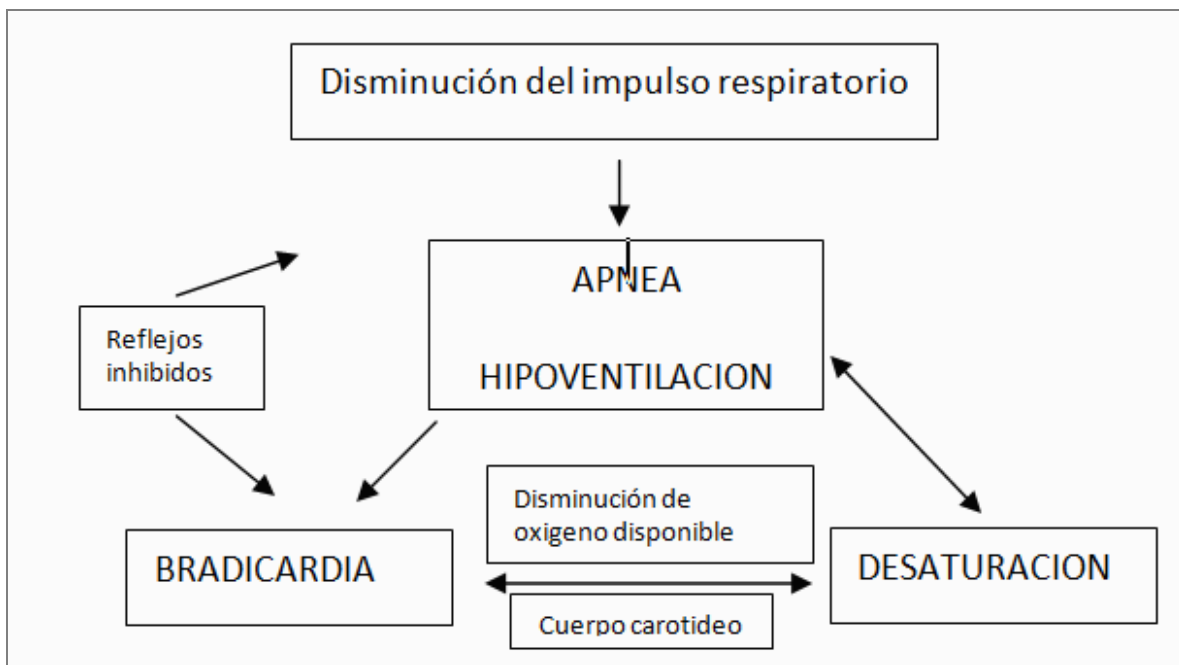 Disminución del impulso respiratorio
APNEA
HIPOVENTILACION
Reflejos
inhibidos
Disminución de
oxigeno disponible
BRADICARDIA
DESATURACION
Cuerpo carotideo